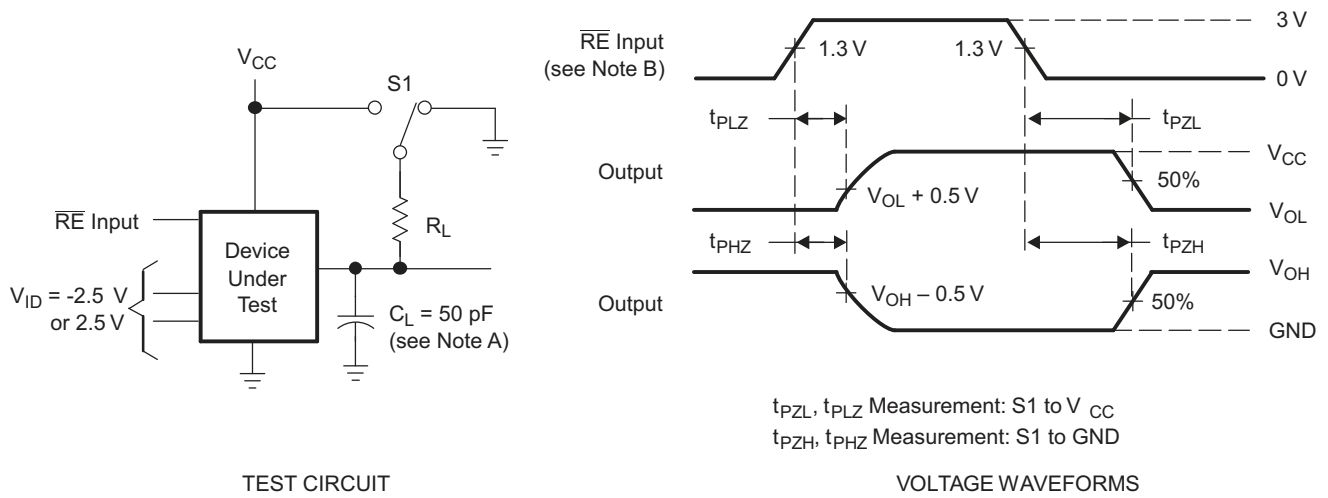 V_CC
S1
R̅E̅ Input
R_L
Device
Under
Test
V_ID = -2.5 V
or 2.5 V
C_L = 50 pF
(see Note A)
TEST CIRCUIT
R̅E̅ Input
(see Note B)
1.3 V
1.3 V
3 V
0 V
t_PLZ
t_PZL
Output
V_CC
50%
V_OL + 0.5 V
V_OL
t_PHZ
t_PZH
Output
V_OH
V_OH – 0.5 V
50%
GND
t_PZL, t_PLZ Measurement: S1 to V_CC
t_PZH, t_PHZ Measurement: S1 to GND
VOLTAGE WAVEFORMS